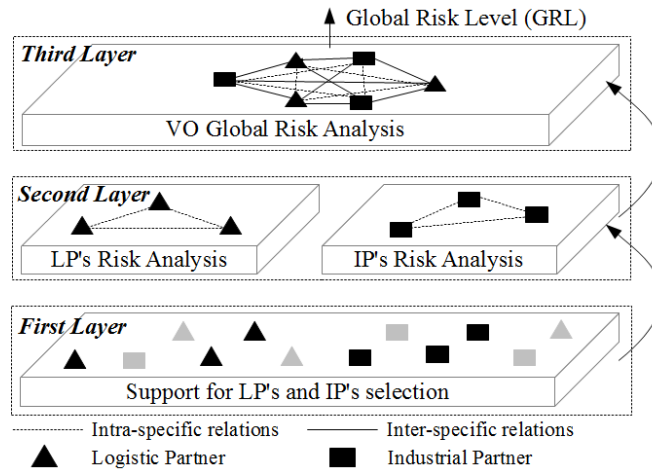 Global Risk Level (GRL)
Third Layer
VO Global Risk Analysis
Second Layer
LP's Risk Analysis
IP's Risk Analysis
First Layer
Support for LP's and IP's selection
Intra-specific relations
Inter-specific relations
Logistic Partner
Industrial Partner